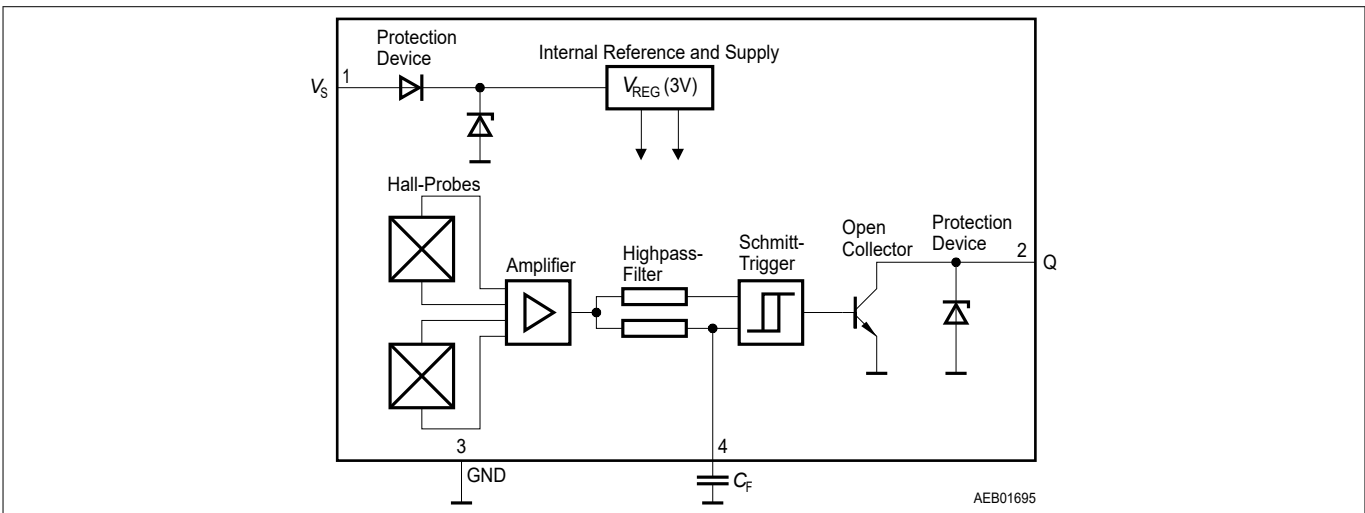 Protection
Device
Internal Reference and Supply
VS
1
VREG (3V)
Hall-Probes
Amplifier
Highpass-
Filter
Schmitt-
Trigger
Open
Collector
Protection
Device
2
Q
3
GND
4
CF
AEB01695